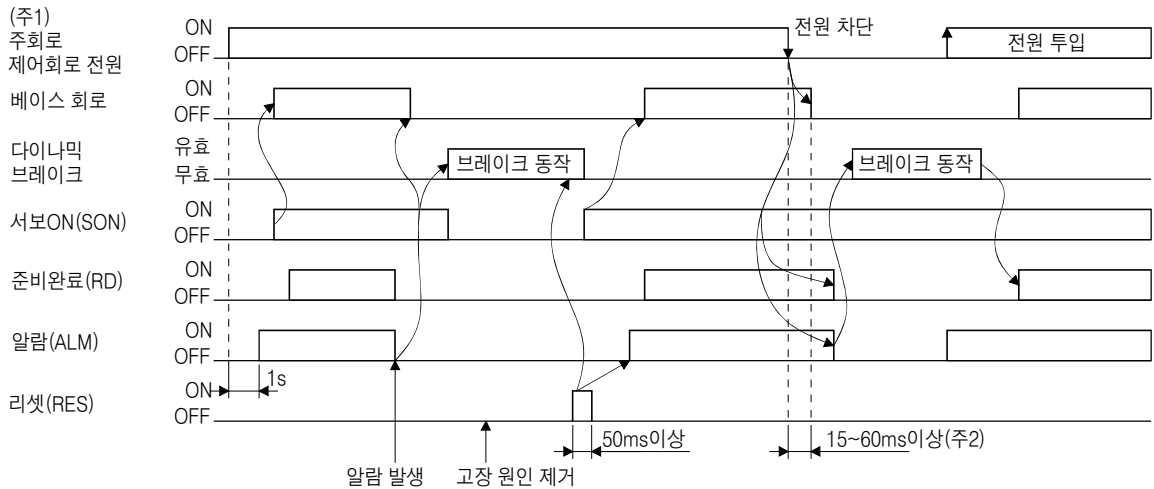 (주1)
주회로
제어회로 전원
ON
OFF
전원 차단
전원 투입
베이스 회로
ON
OFF
다이나믹
브레이크
유효
무효
브레이크 동작
브레이크 동작
서보ON(SON)
ON
OFF
준비완료(RD)
ON
OFF
알람(ALM)
ON
OFF
1s
리셋(RES)
ON
OFF
50ms이상
15~60ms이상(주2)
알람 발생
고장 원인 제거